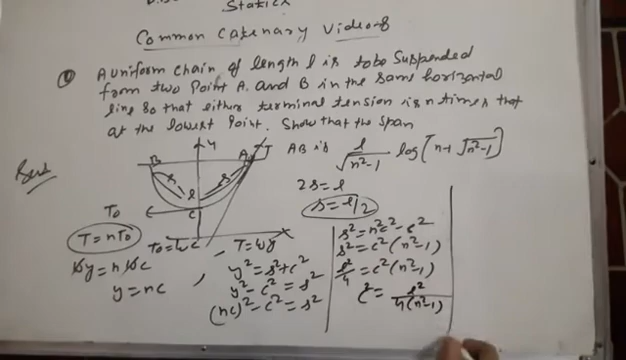 Statics
Common Catenary Video8
① A uniform chain of length l is to be suspended
from two point A. and B in the same horizontal
line so that either terminal tension is n times that
at the lowest point. Show that the span
AB is l/√(n²-1) log[n+√(n²-1)]
y
B A T
s s
l
C
T₀
T = nT₀
T₀ = wc , T = wy
wy = n wc
y = nc
y² = s² + c²
y² - c² = s²
(nc)² - c² = s²
2s = l
s = l/2
s² = n²c² - c²
s² = c²(n²-1)
l²/4 = c²(n²-1)
c² = l²/4(n²-1)